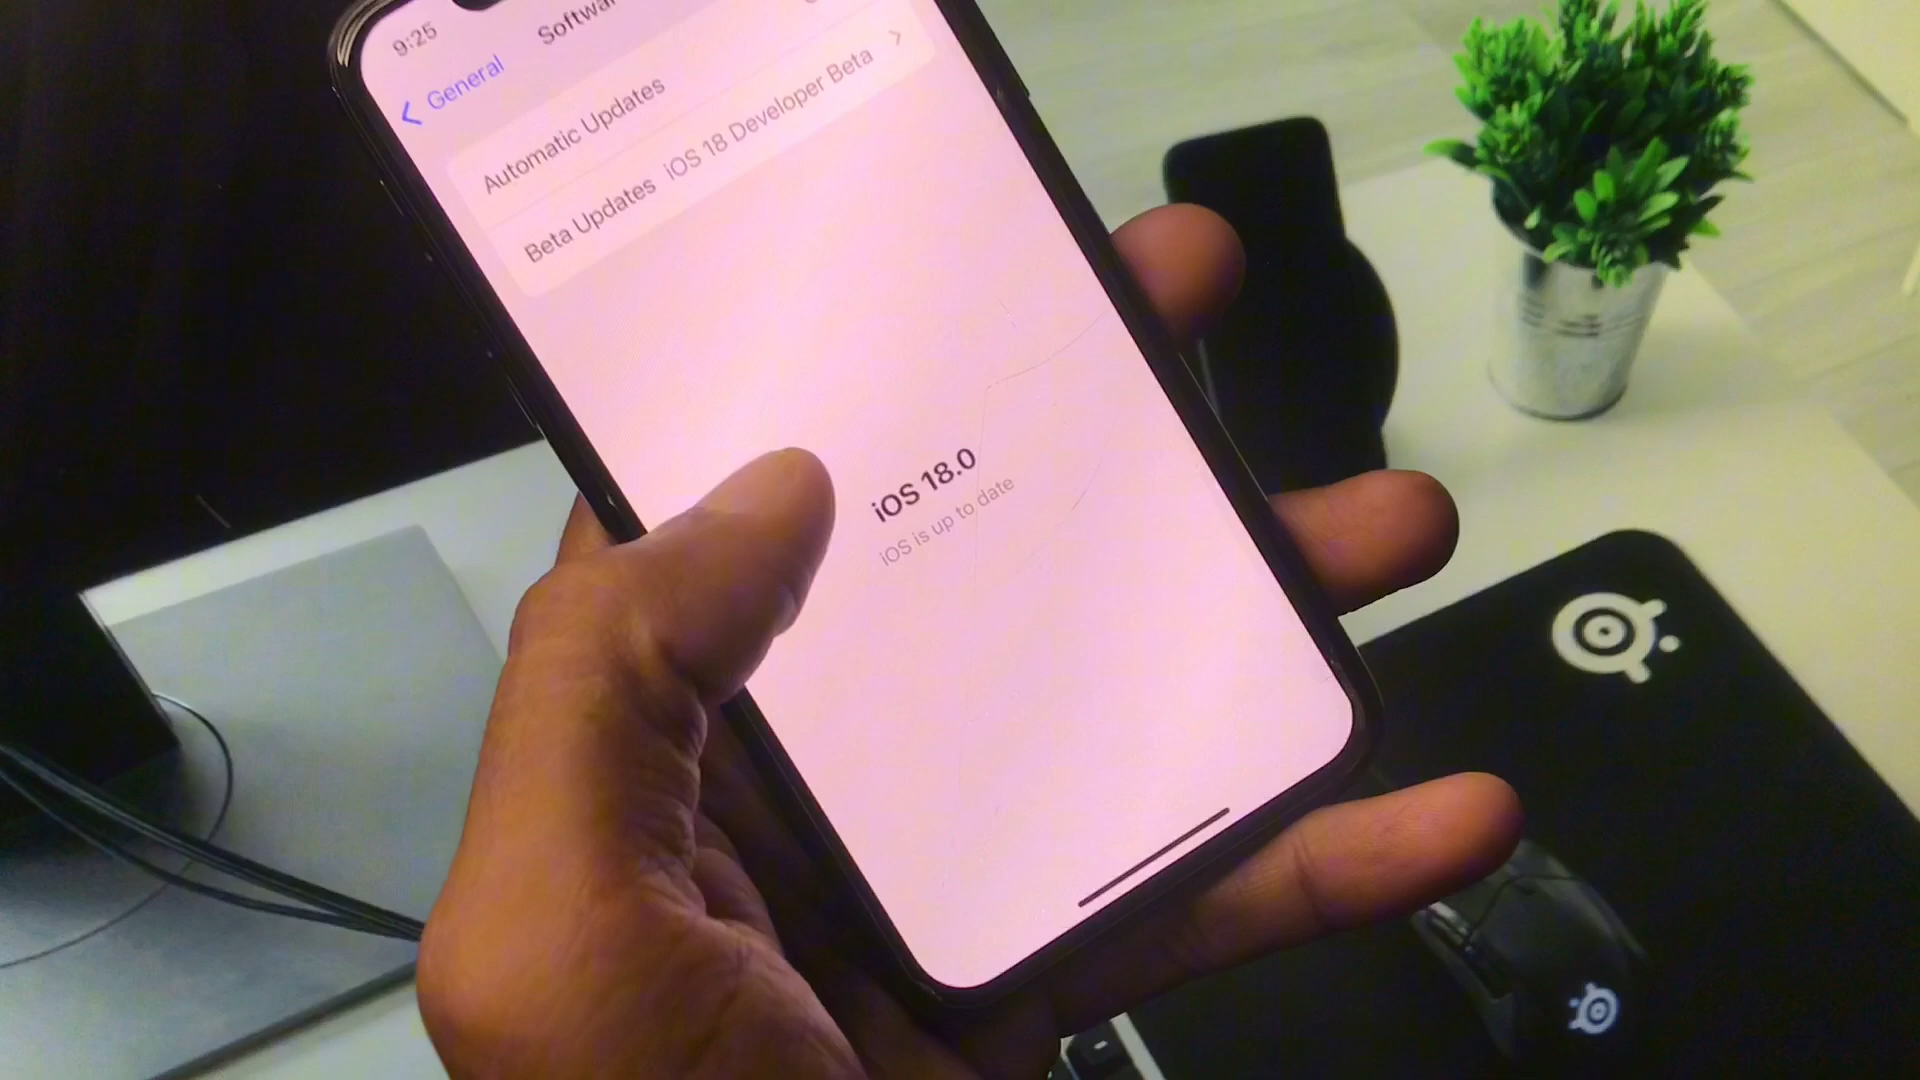 9:25
General
Softwar
Automatic Updates
Beta Updates iOS 18 Developer Beta
iOS 18.0
iOS is up to date